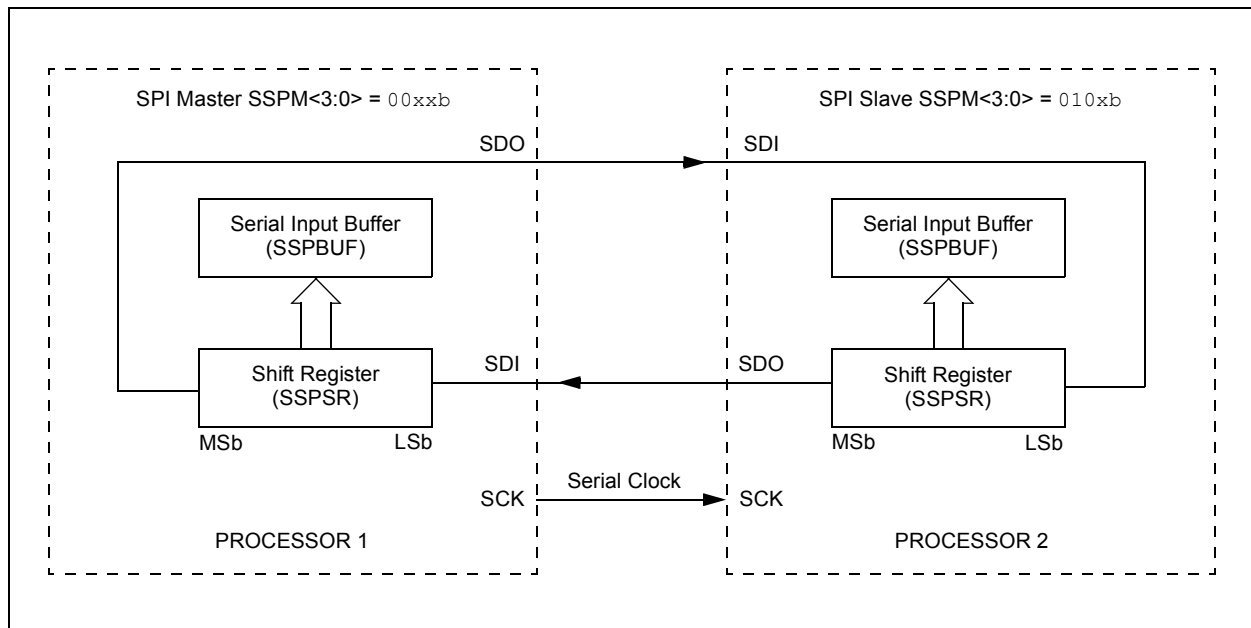 SPI Master SSPM<3:0> = 00xxb
SPI Slave SSPM<3:0> = 010xb
SDO
SDI
Serial Input Buffer
(SSPBUF)
Serial Input Buffer
(SSPBUF)
Shift Register
(SSPSR)
SDI
SDO
Shift Register
(SSPSR)
MSb
LSb
MSb
LSb
SCK
Serial Clock
SCK
PROCESSOR 1
PROCESSOR 2